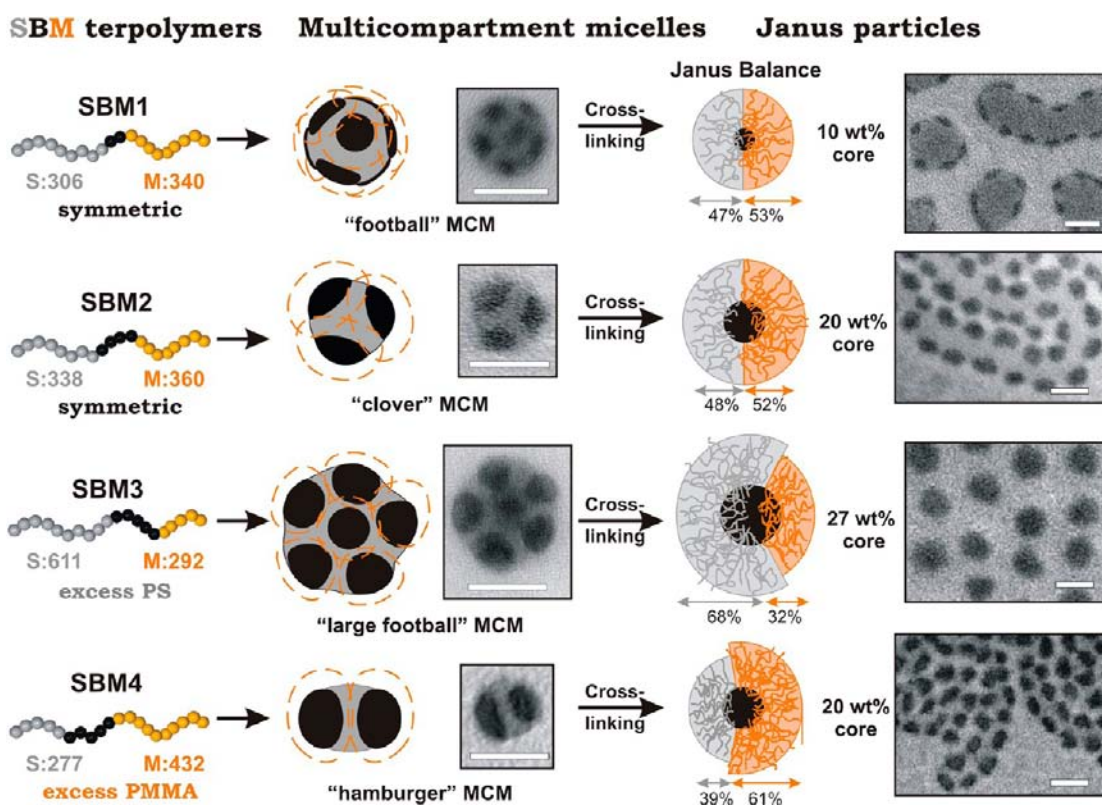 SBM terpolymers
Multicompartment micelles
Janus particles
SBM1
S:306
M:340
symmetric
"football" MCM
Cross-
linking
Janus Balance
47%
53%
10 wt%
core
SBM2
S:338
M:360
symmetric
"clover" MCM
Cross-
linking
48%
52%
20 wt%
core
SBM3
S:611
M:292
excess PS
"large football" MCM
Cross-
linking
68%
32%
27 wt%
core
SBM4
S:277
M:432
excess PMMA
"hamburger" MCM
Cross-
linking
39%
61%
20 wt%
core